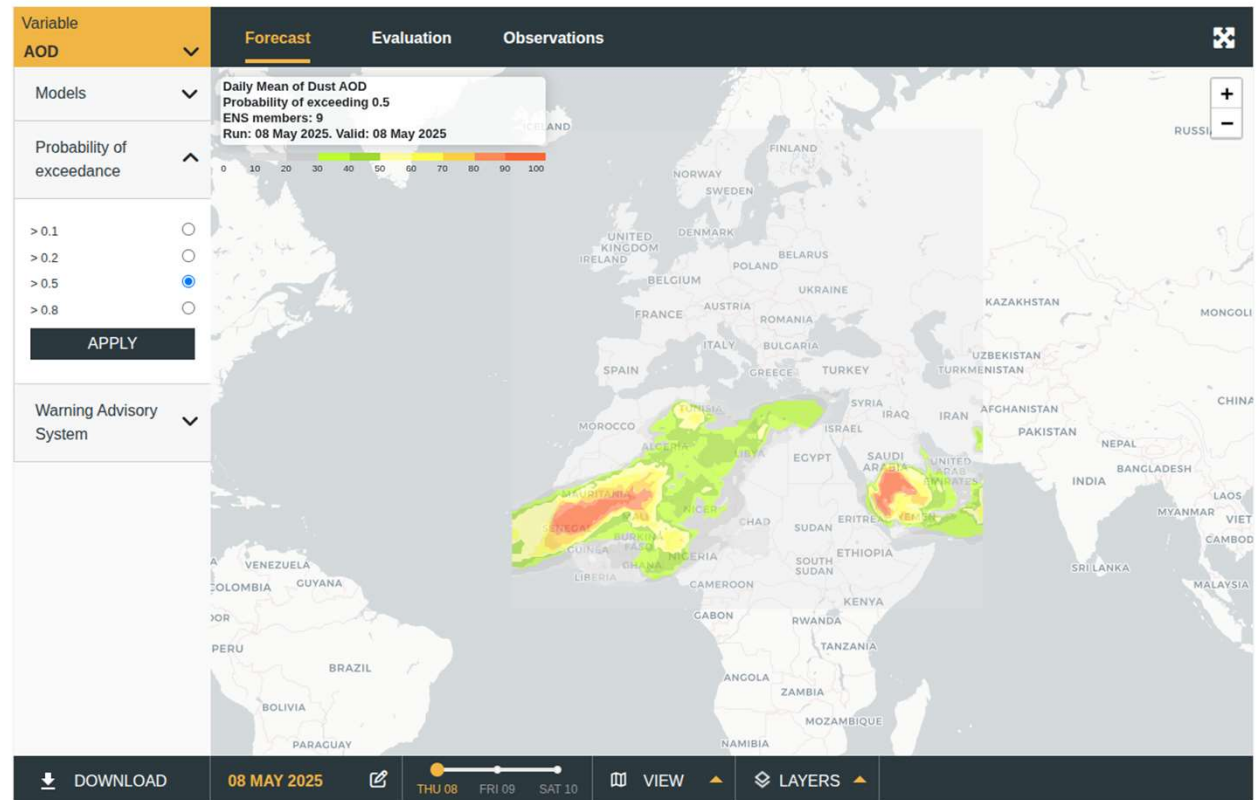 Variable
AOD
Forecast
Evaluation
Observations
Models
Probability of
exceedance
> 0.1
> 0.2
> 0.5
> 0.8
APPLY
Warning Advisory
System
Daily Mean of Dust AOD
Probability of exceeding 0.5
ENS members: 9
Run: 08 May 2025. Valid: 08 May 2025
0 10 20 30 40 50 60 70 80 90 100
+
−
ICELAND
RUSSI
FINLAND
NORWAY
SWEDEN
UNITED
KINGDOM
DENMARK
IRELAND
BELARUS
POLAND
BELGIUM
UKRAINE
AUSTRIA
KAZAKHSTAN
FRANCE
ROMANIA
MONGOLI
ITALY
BULGARIA
UZBEKISTAN
SPAIN
GREECE
TURKEY
TURKMENISTAN
TUNISIA
SYRIA
IRAQ
IRAN
AFGHANISTAN
CHINA
MOROCCO
ISRAEL
PAKISTAN
ALGERIA
LIBYA
EGYPT
SAUDI
ARABIA
UNITED
ARAB
EMIRATES
NEPAL
BANGLADESH
INDIA
MAURITANIA
MALI
NIGER
CHAD
SUDAN
ERITREA
YEMEN
LAOS
MYANMAR
VIET
SENEGAL
BURKINA
FASO
GUINEA
GHANA
NIGERIA
ETHIOPIA
CAMBOD
LIBERIA
CAMEROON
SOUTH
SUDAN
SRI LANKA
MALAYSIA
A
VENEZUELA
COLOMBIA
GUYANA
KENYA
GABON
RWANDA
DOR
PERU
TANZANIA
BRAZIL
ANGOLA
ZAMBIA
BOLIVIA
MOZAMBIQUE
PARAGUAY
NAMIBIA
DOWNLOAD
08 MAY 2025
THU 08
FRI 09
SAT 10
VIEW
LAYERS